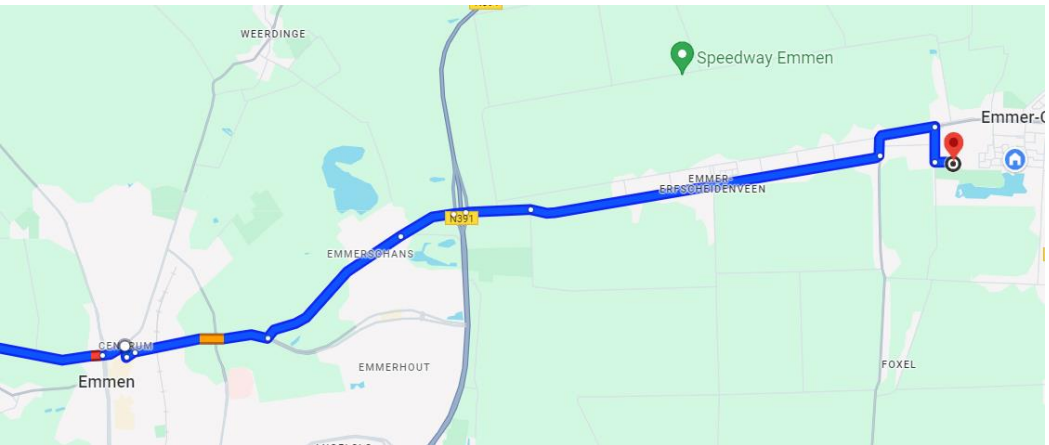 WEERDINGE
Speedway Emmen
Emmer-C
EMMER-
ERFSCHEIDENVEEN
N391
EMMERSCHANS
CENTRUM
Emmen
EMMERHOUT
FOXEL